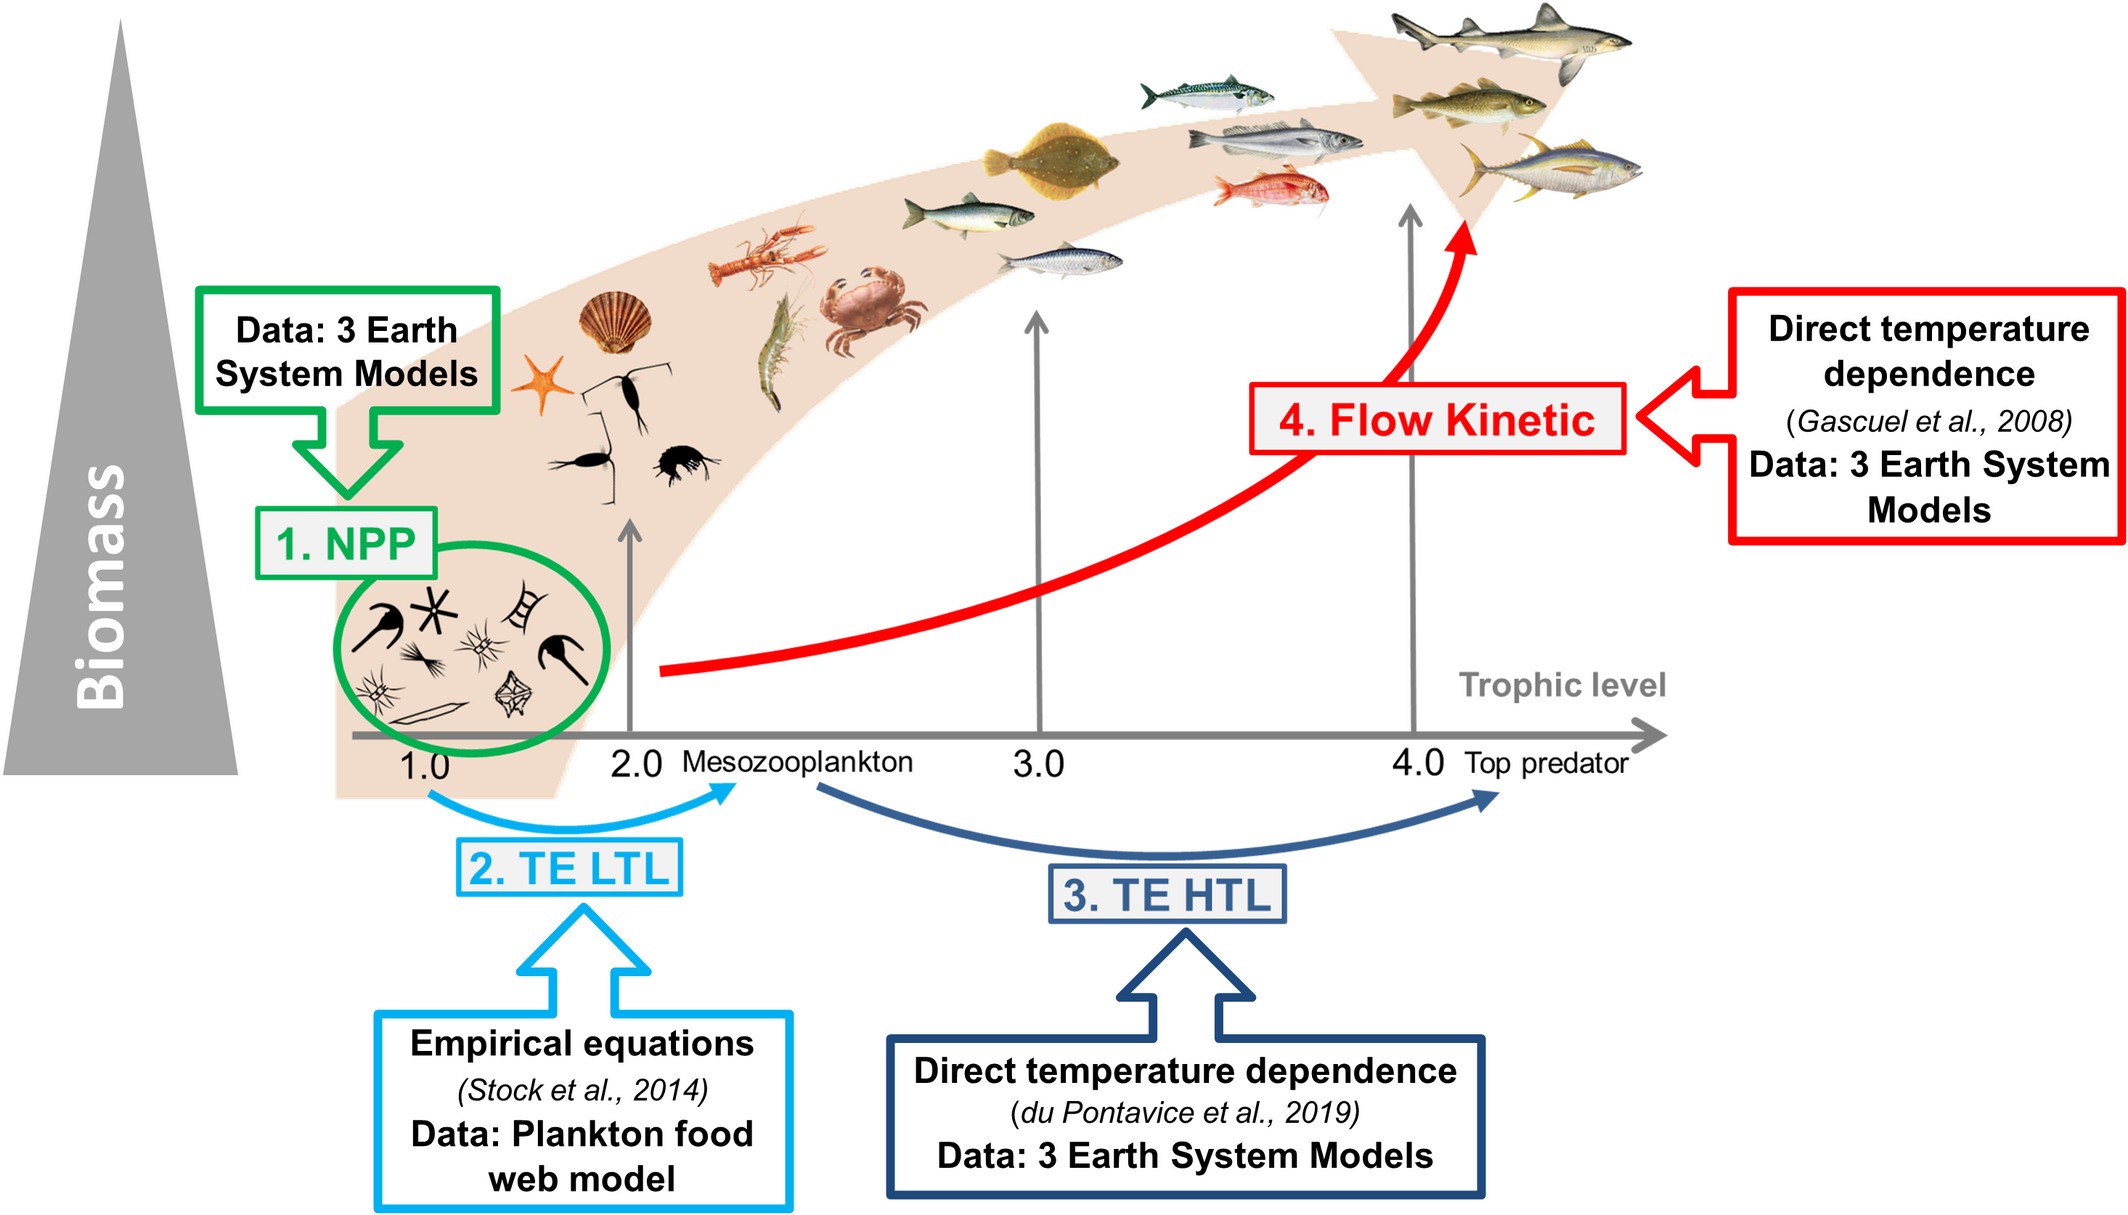 Biomass
Data: 3 Earth
System Models
1. NPP
4. Flow Kinetic
Direct temperature
dependence
(Gascuel et al., 2008)
Data: 3 Earth System
Models
Trophic level
1.0
2.0
Mesozooplankton
3.0
4.0
Top predator
2. TE LTL
3. TE HTL
Empirical equations
(Stock et al., 2014)
Data: Plankton food
web model
Direct temperature dependence
(du Pontavice et al., 2019)
Data: 3 Earth System Models